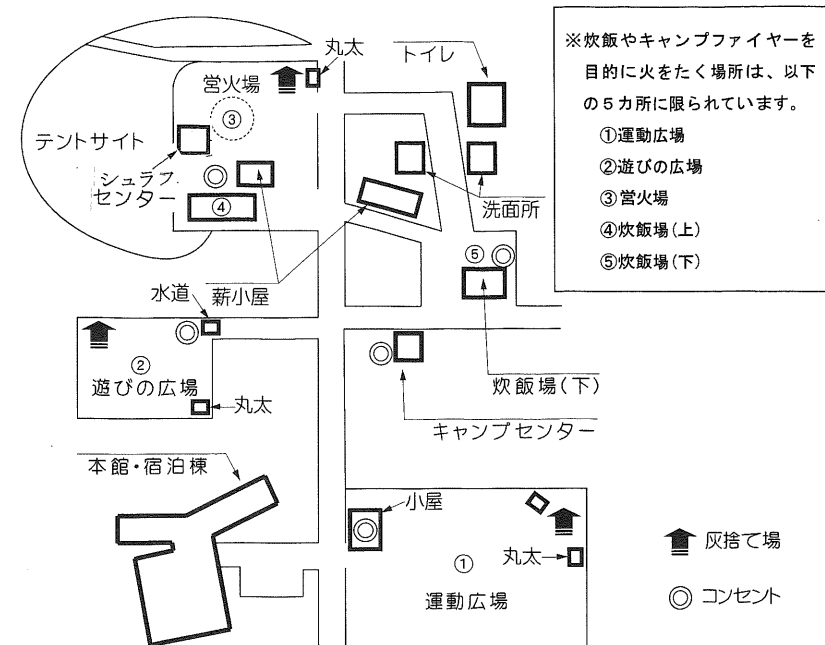 丸太
トイレ
営火場
③
テントサイト
シュラフ
センター
④
洗面所
⑤
水道
薪小屋
②
遊びの広場
丸太
炊飯場(下)
キャンプセンター
本館・宿泊棟
小屋
①
丸太
運動広場
灰捨て場
コンセント
※炊飯やキャンプファイヤーを
目的に火をたく場所は、以下
の5カ所に限られています。
①運動広場
②遊びの広場
③営火場
④炊飯場(上)
⑤炊飯場(下)